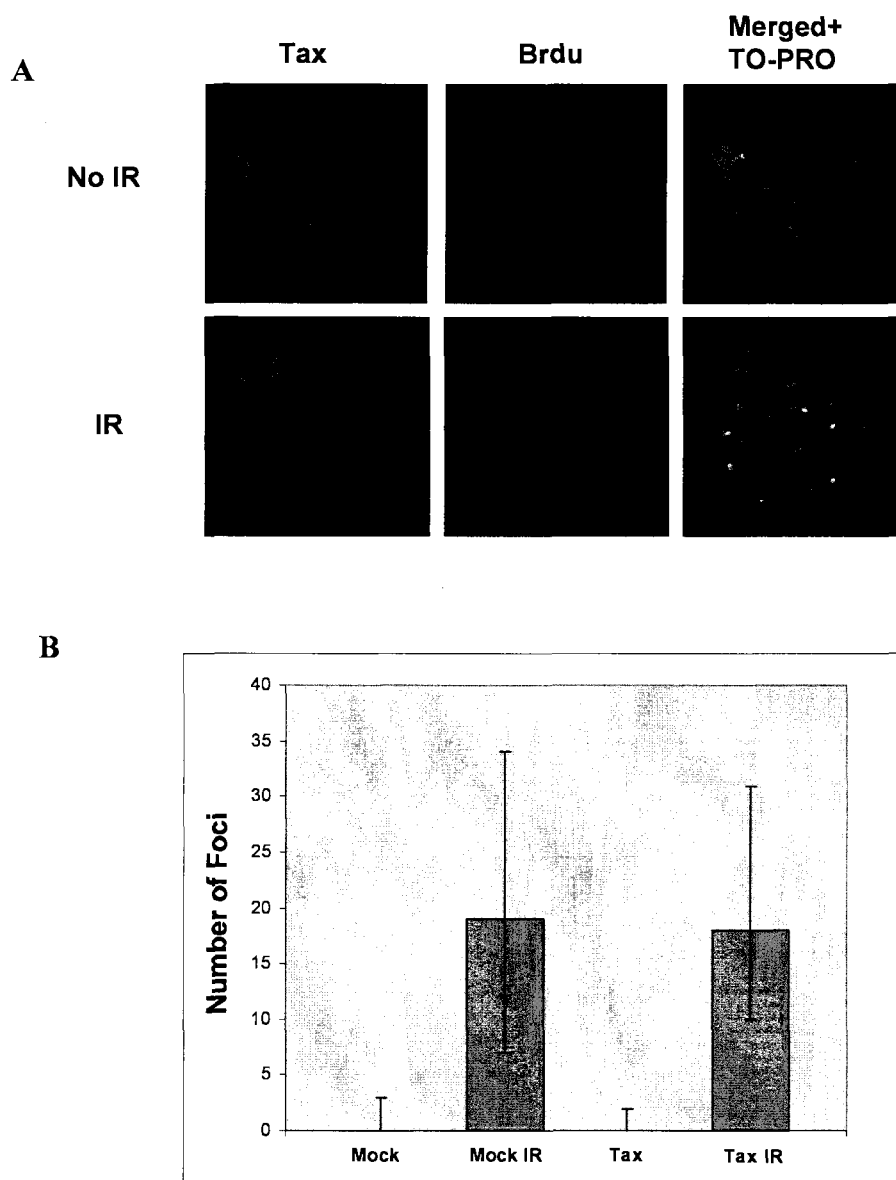 A
Tax
Brdu
Merged+
TO-PRO
No IR
IR
B
Number of Foci
40
35
30
25
20
15
10
5
0
Mock
Mock IR
Tax
Tax IR